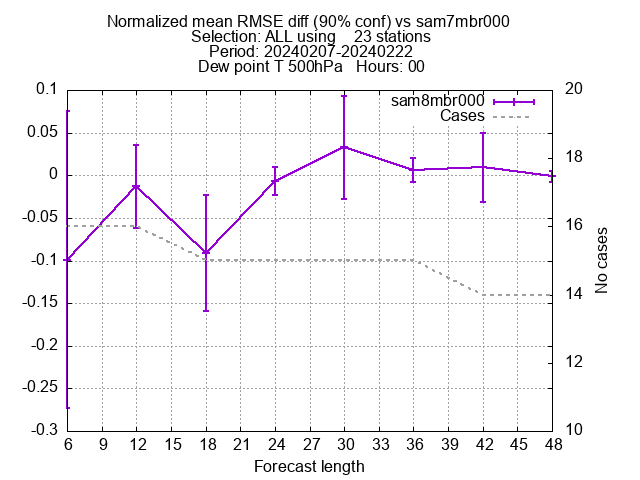 Normalized mean RMSE diff (90% conf) vs sam7mbr000
Selection: ALL using    23 stations
Period: 20240207-20240222
Dew point T 500hPa   Hours: 00
sam8mbr000
Cases
0.1
0.05
0
-0.05
-0.1
-0.15
-0.2
-0.25
-0.3
20
18
16
14
12
10
No cases
6 9 12 15 18 21 24 27 30 33 36 39 42 45 48
Forecast length